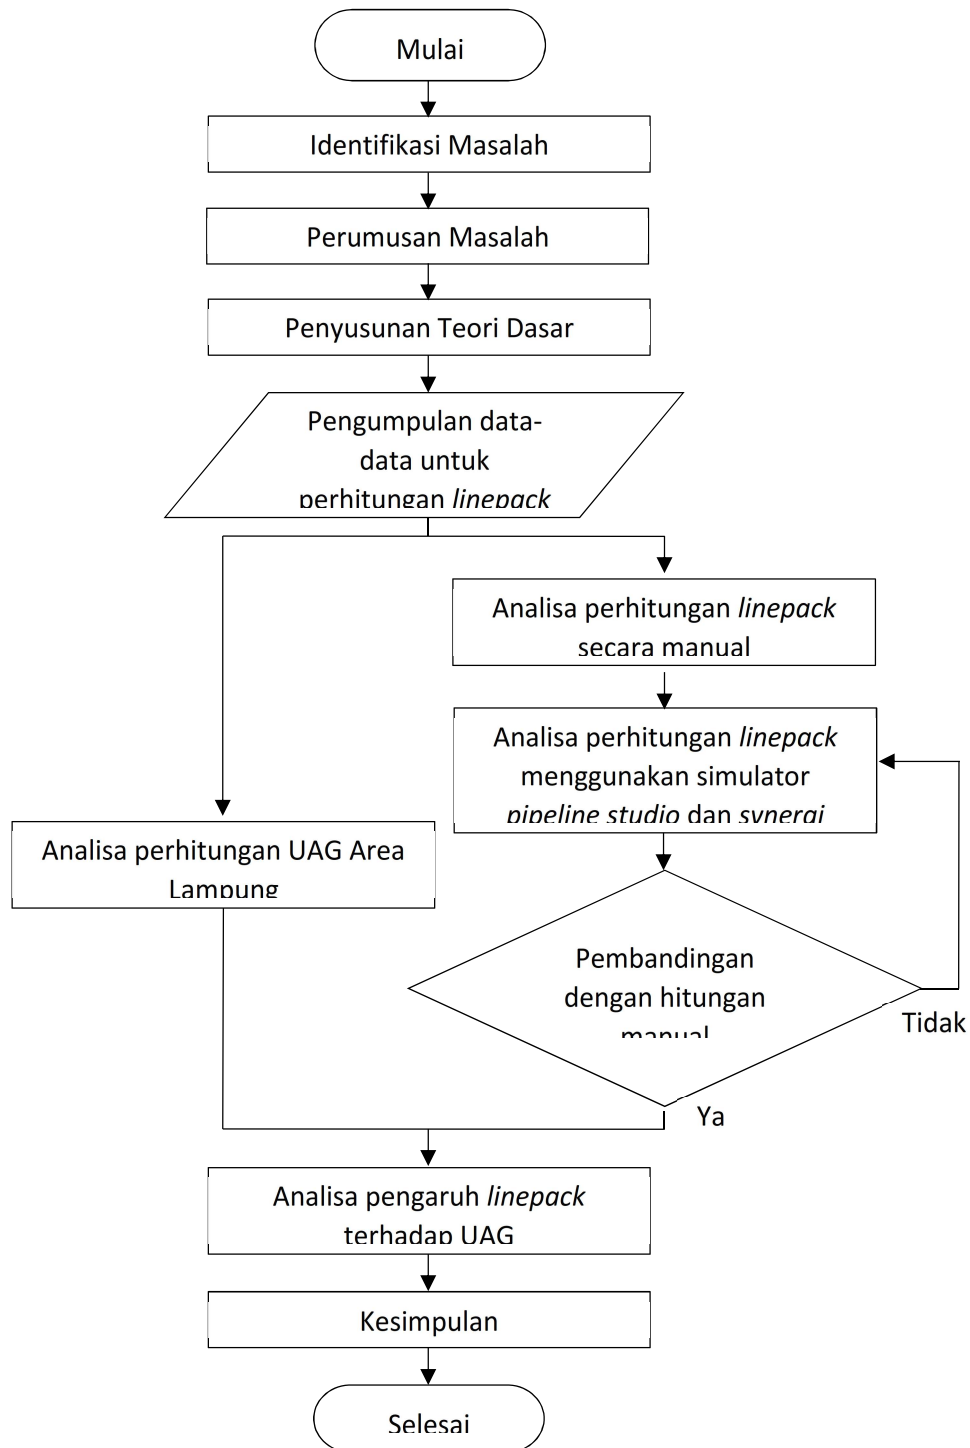 Mulai
Identifikasi Masalah
Perumusan Masalah
Penyusunan Teori Dasar
Pengumpulan data-
data untuk
perhitungan linepack
Analisa perhitungan linepack
secara manual
Analisa perhitungan linepack
menggunakan simulator
pipeline studio dan synergi
Analisa perhitungan UAG Area
Lampung
Pembandingan
dengan hitungan
manual
Tidak
Ya
Analisa pengaruh linepack
terhadap UAG
Kesimpulan
Selesai